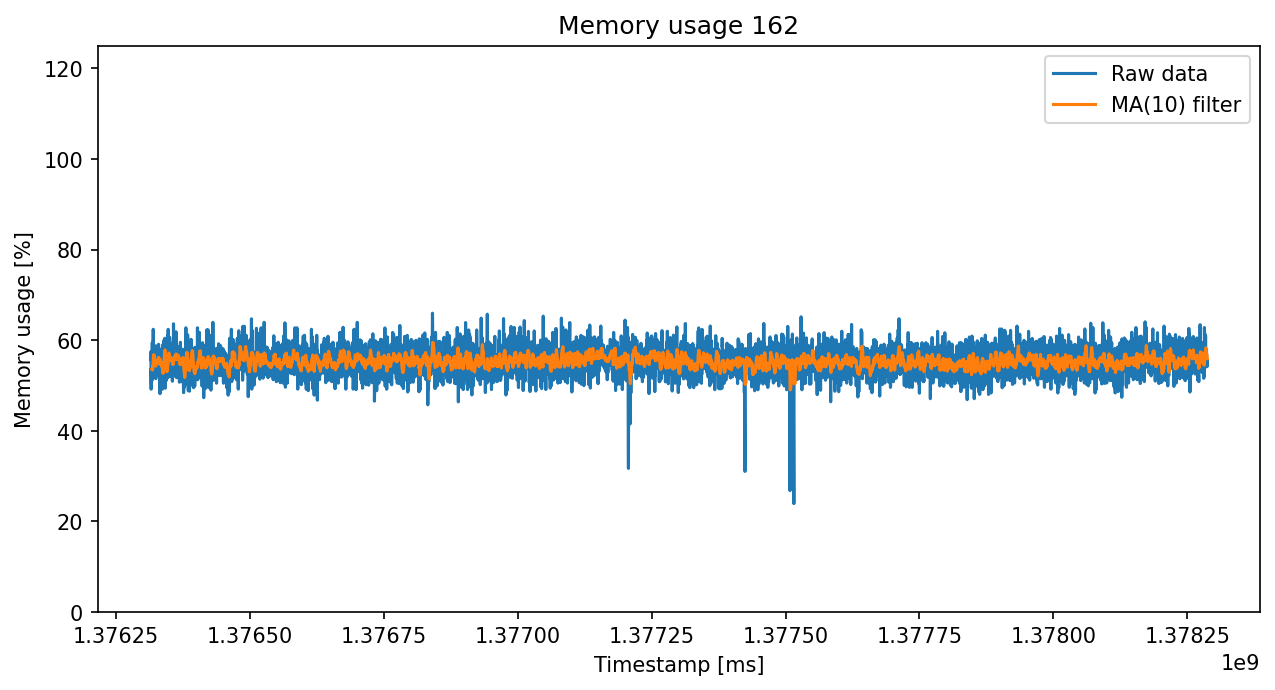 Memory usage 162
Raw data
MA(10) filter
Memory usage [%]
120
100
80
60
40
20
0
1.37625 1.37650 1.37675 1.37700 1.37725 1.37750 1.37775 1.37800 1.37825
Timestamp [ms]
1e9